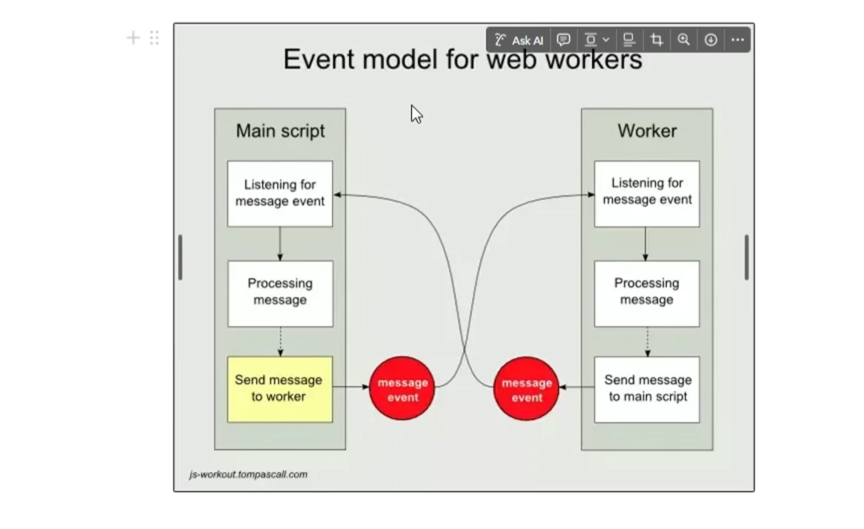 Ask AI
Event model for web workers
Main script
Worker
Listening for
message event
Listening for
message event
Processing
message
Processing
message
Send message
to worker
message
event
message
event
Send message
to main script
js-workout.tompascall.com